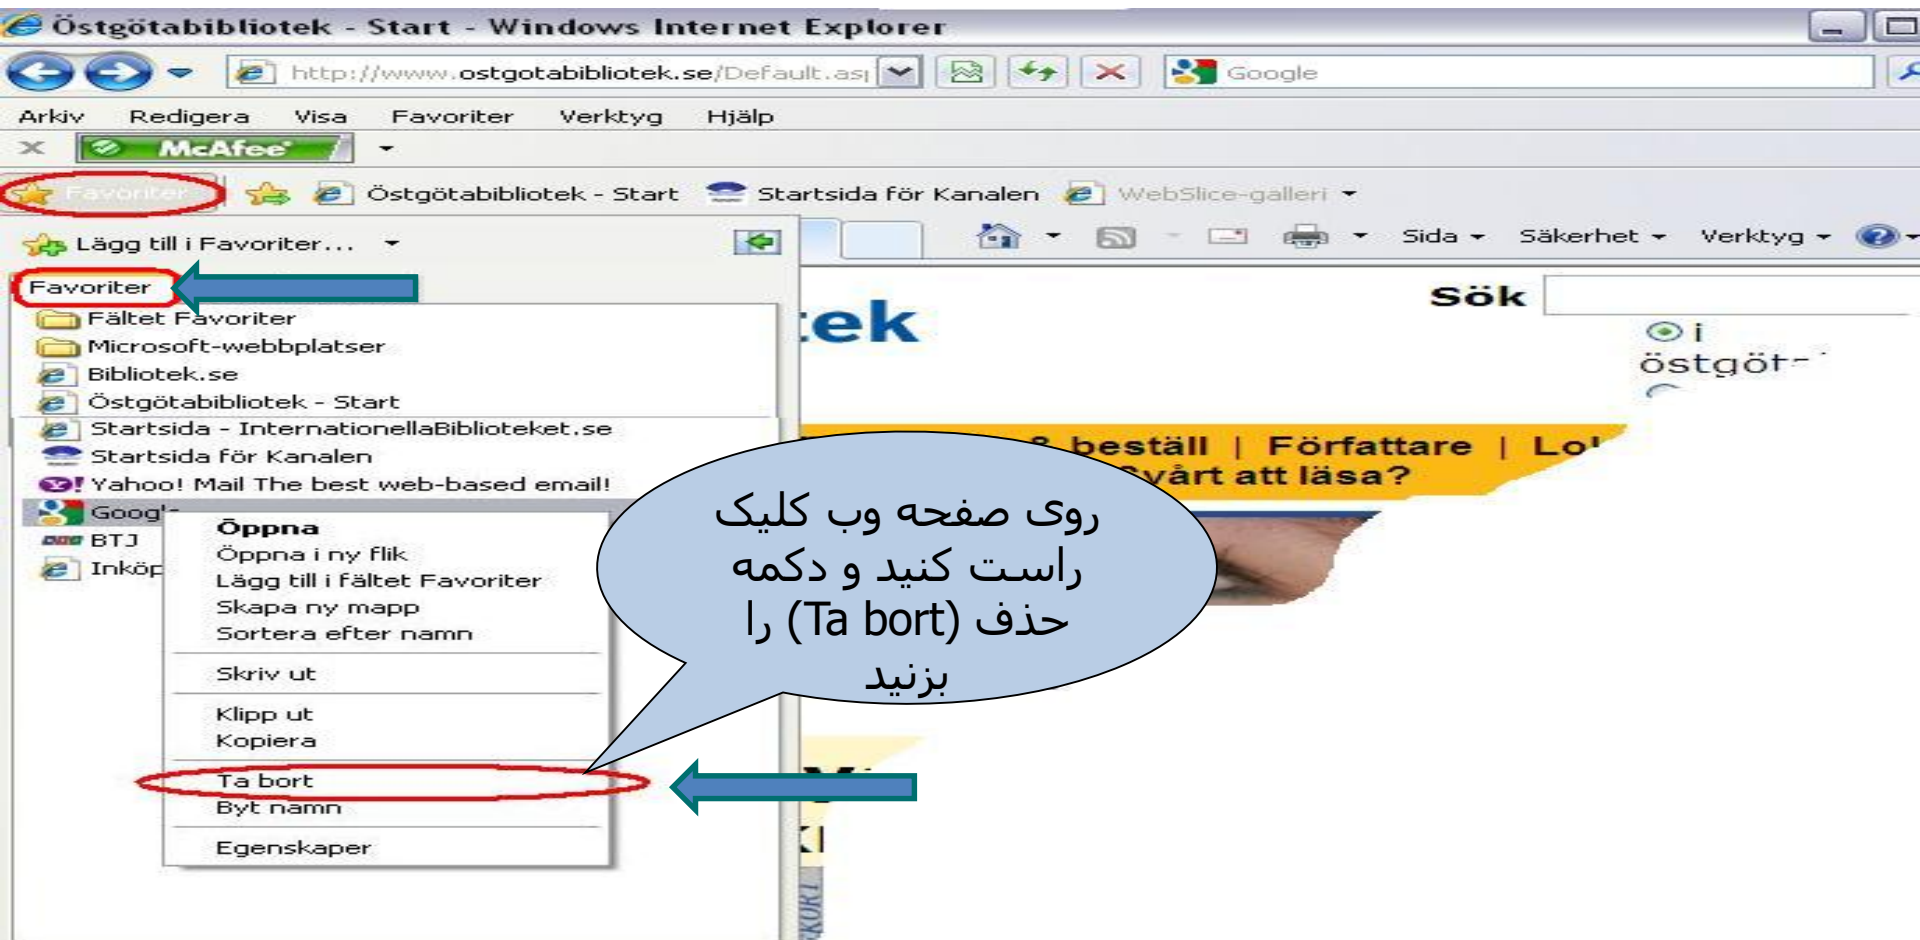 Östgötabibliotek - Start - Windows Internet Explorer
http://www.ostgotabibliotek.se/Default.asp
Google
Arkiv Redigera Visa Favoriter Verktyg Hjälp
McAfee
Favoriter Östgötabibliotek - Start Startsida för Kanalen WebSlice-galleri
Lägg till i Favoriter...
Sida Säkerhet Verktyg
Favoriter
Fältet Favoriter
Microsoft-webbplatser
Bibliotek.se
Östgötabibliotek - Start
Startsida - InternationellaBiblioteket.se
Startsida för Kanalen
Yahoo! Mail The best web-based email!
Google
BTJ
Inköp
Öppna
Öppna i ny flik
Lägg till i fältet Favoriter
Skapa ny mapp
Sortera efter namn
Skriv ut
Klipp ut
Kopiera
Ta bort
Byt namn
Egenskaper
tek
Sök
i
östgöt
& beställ | Författare |
Svårt att läsa?
روی صفحه وب کلیک
راست کنید و دکمه
حذف (Ta bort) را
بزنید